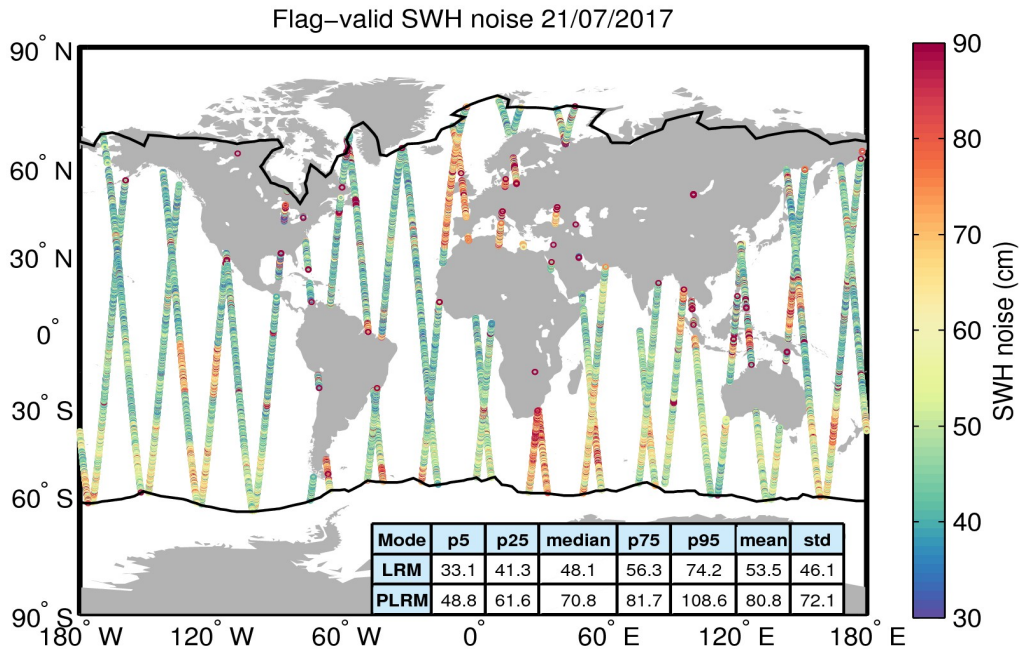 Flag−valid SWH noise 21/07/2017
90° N
60° N
30° N
0°
30° S
60° S
90° S
180° W 120° W 60° W 0° 60° E 120° E 180° E
Mode p5 p25 median p75 p95 mean std
LRM 33.1 41.3 48.1 56.3 74.2 53.5 46.1
PLRM 48.8 61.6 70.8 81.7 108.6 80.8 72.1
90
80
70
60
50
40
30
SWH noise (cm)